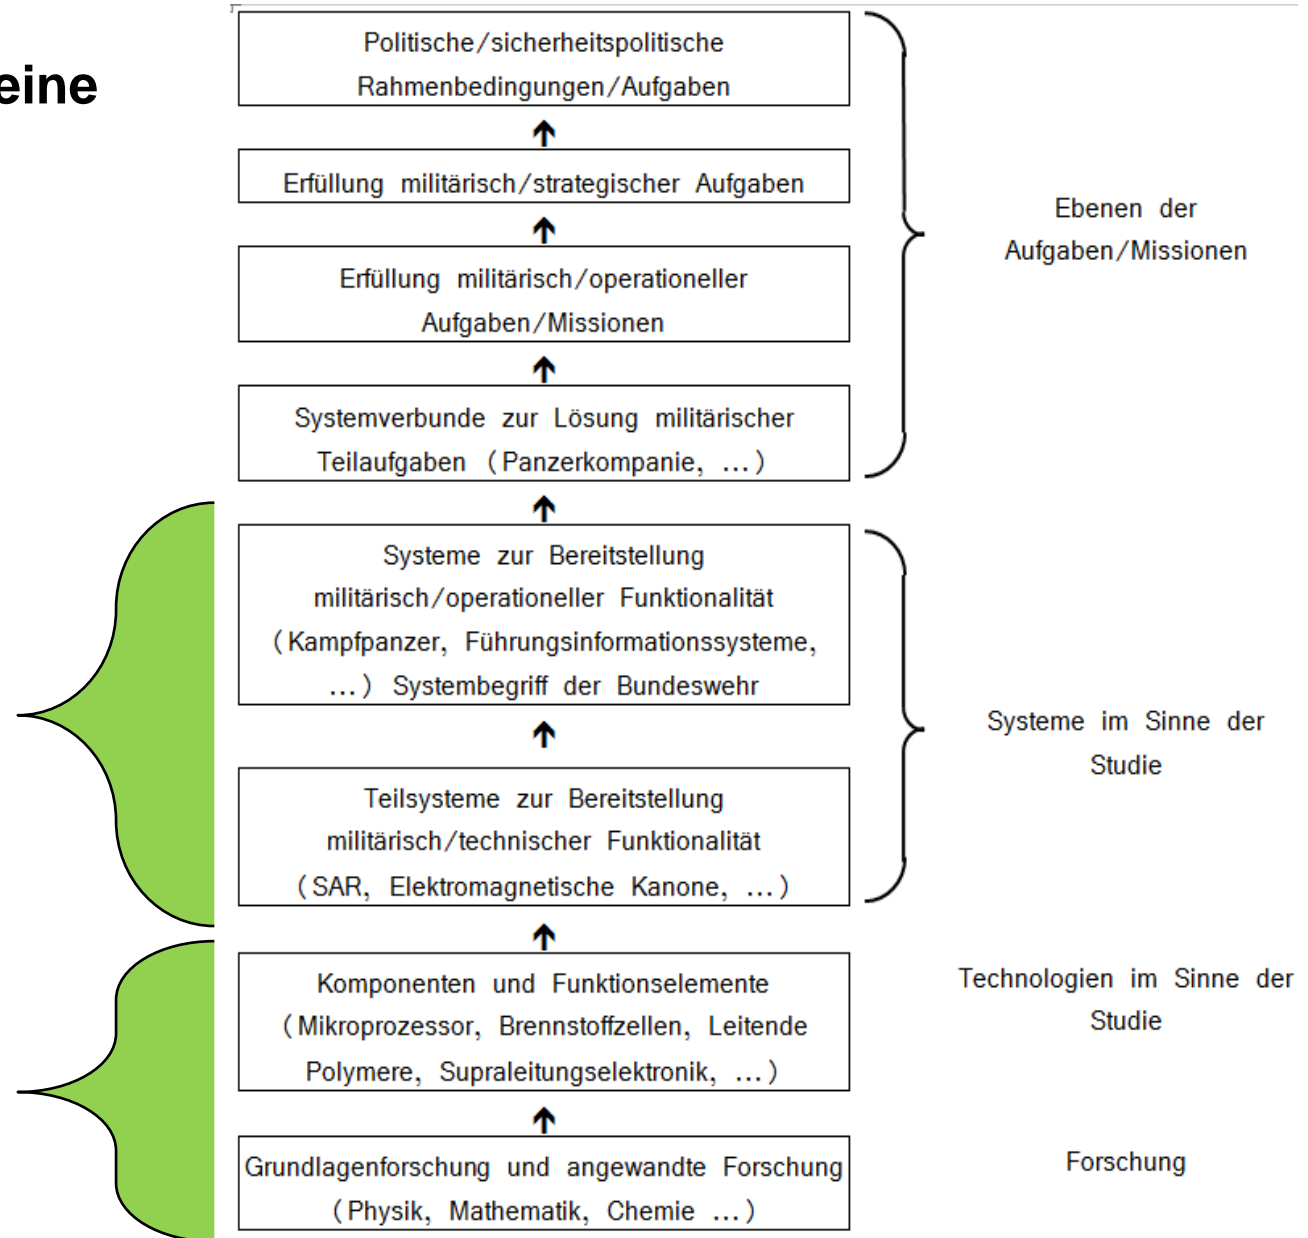 eine
Politische/sicherheitspolitische
Rahmenbedingungen/Aufgaben
Erfüllung militärisch/strategischer Aufgaben
Erfüllung militärisch/operationeller
Aufgaben/Missionen
Systemverbunde zur Lösung militärischer
Teilaufgaben (Panzerkompanie, ...)
Ebenen der
Aufgaben/Missionen
Systeme zur Bereitstellung
militärisch/operationeller Funktionalität
(Kampfpanzer, Führungsinformationssysteme,
...) Systembegriff der Bundeswehr
Teilsysteme zur Bereitstellung
militärisch/technischer Funktionalität
(SAR, Elektromagnetische Kanone, ...)
Systeme im Sinne der
Studie
Komponenten und Funktionselemente
(Mikroprozessor, Brennstoffzellen, Leitende
Polymere, Supraleitungselektronik, ...)
Technologien im Sinne der
Studie
Grundlagenforschung und angewandte Forschung
(Physik, Mathematik, Chemie ...)
Forschung